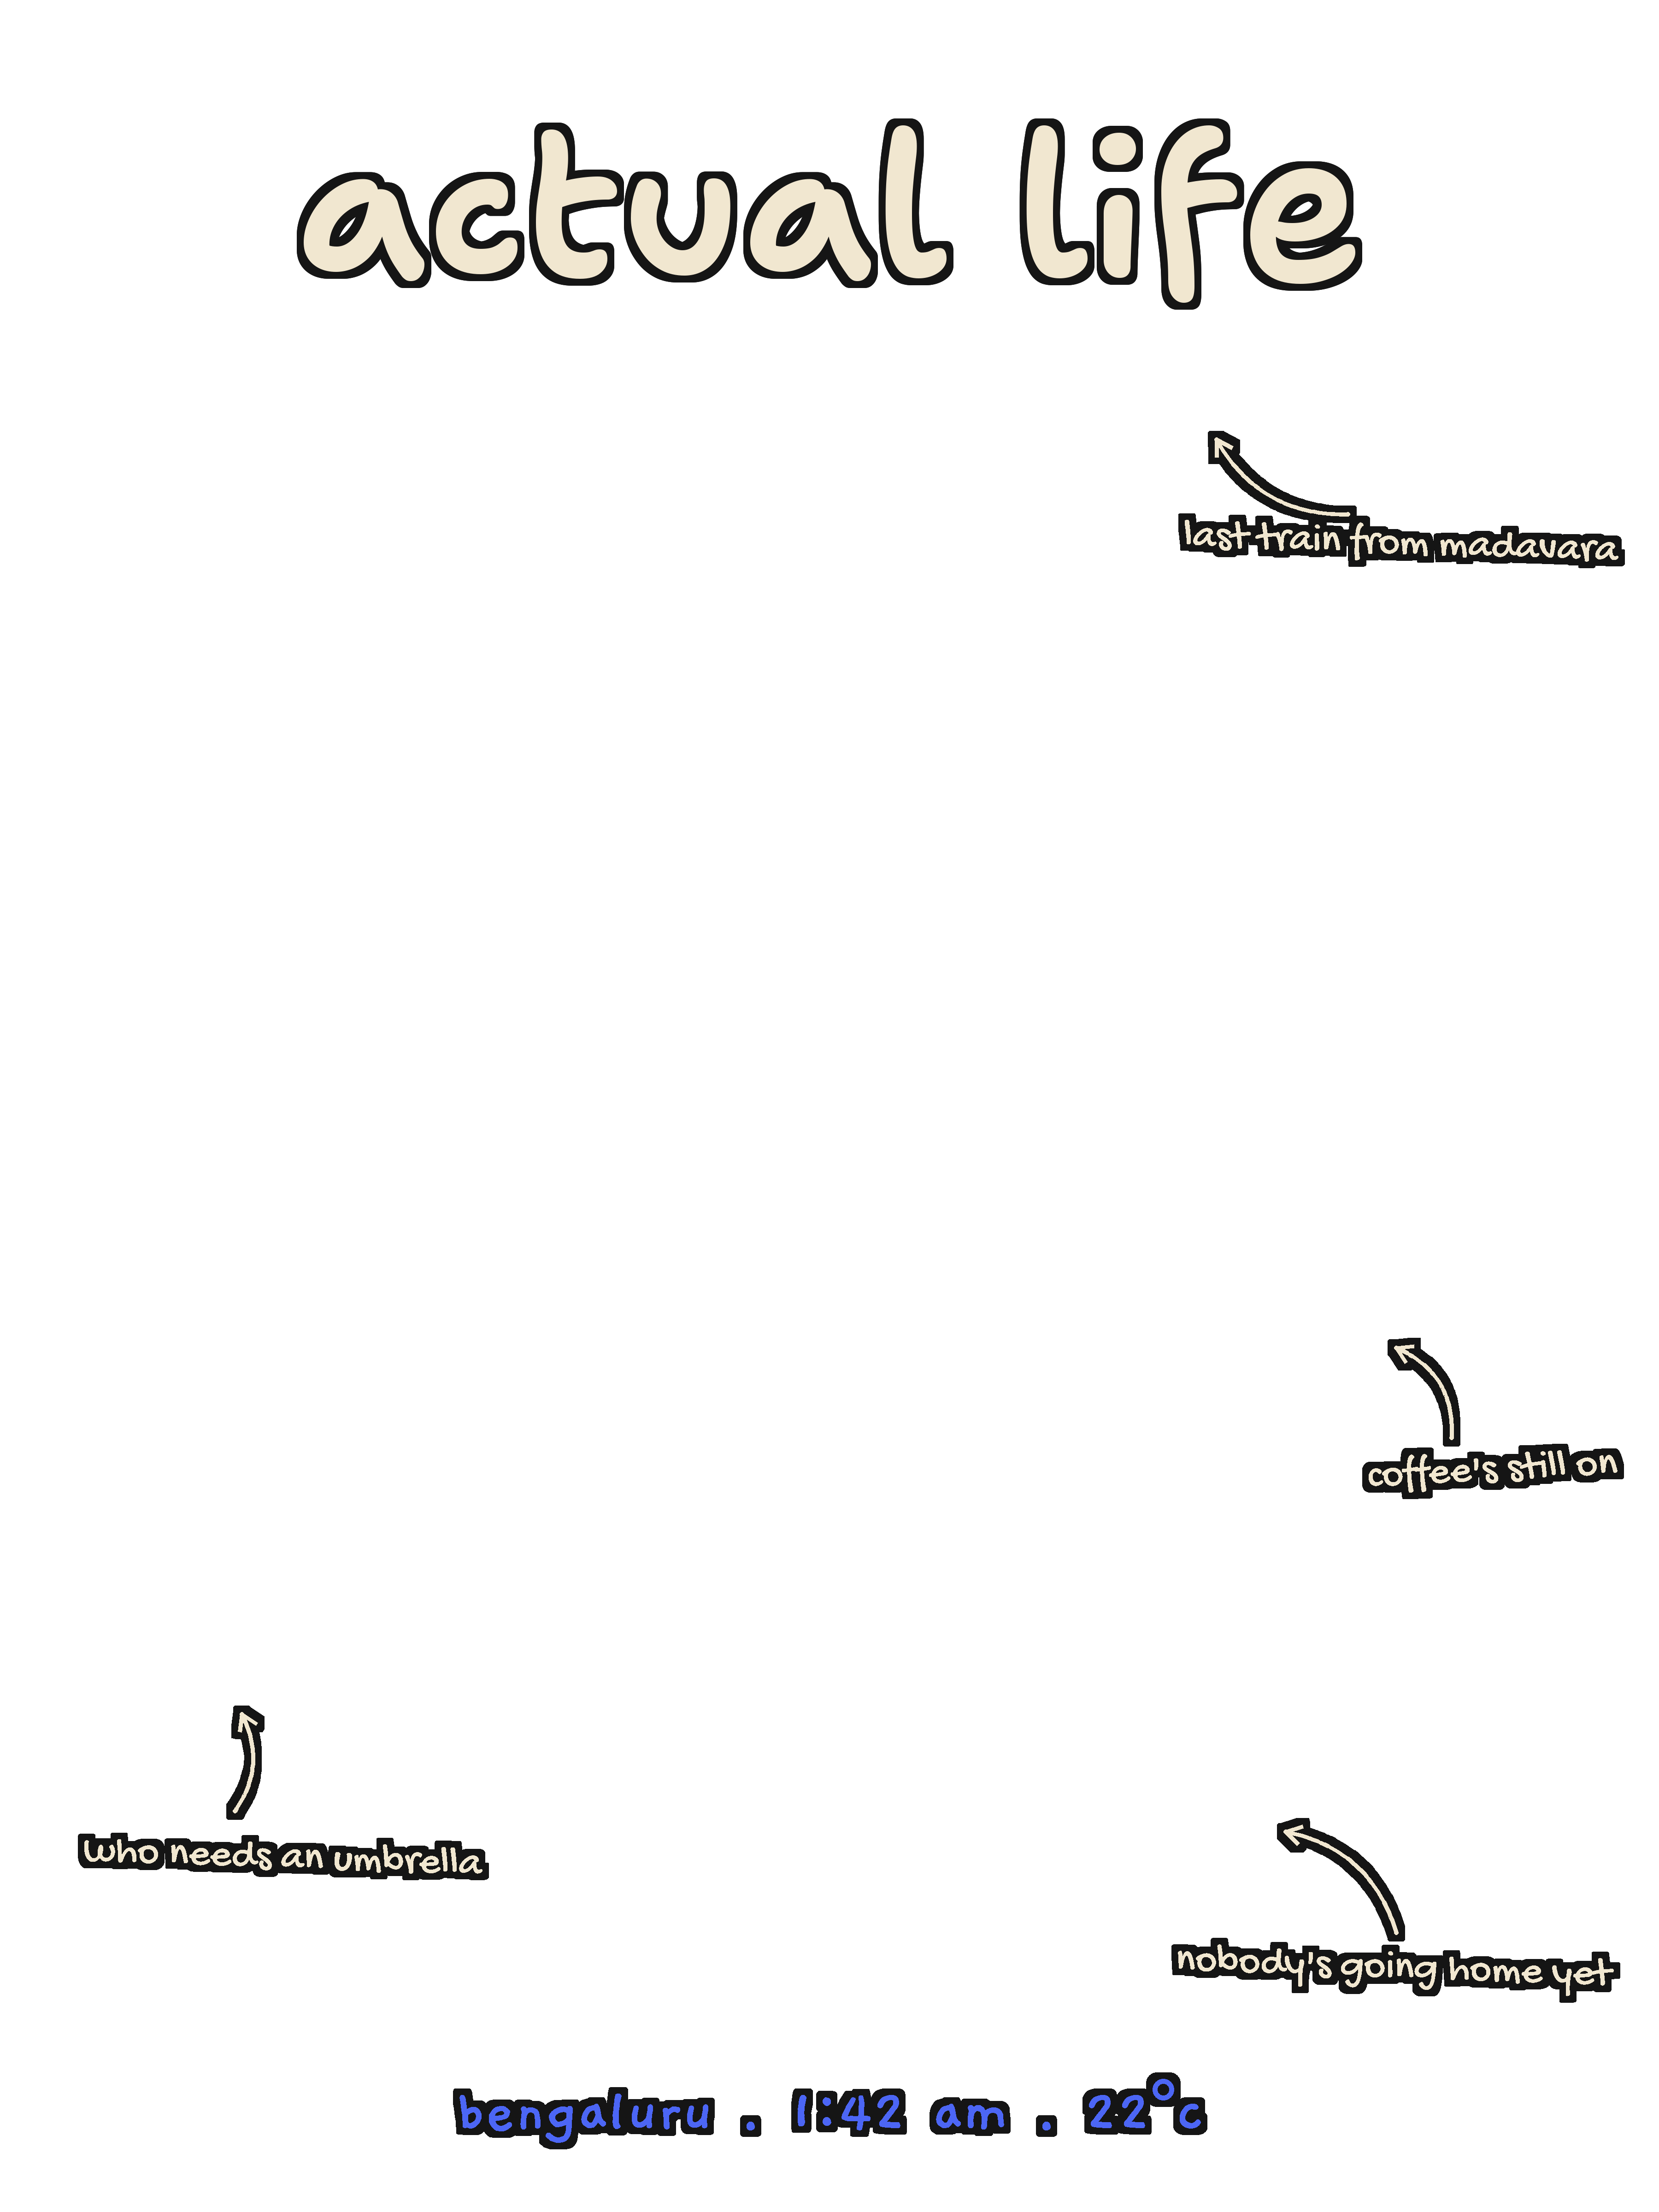 actual life
last train from madavara
coffee's still on
who needs an umbrella
nobody's going home yet
bengaluru . 1:42 am . 22°c